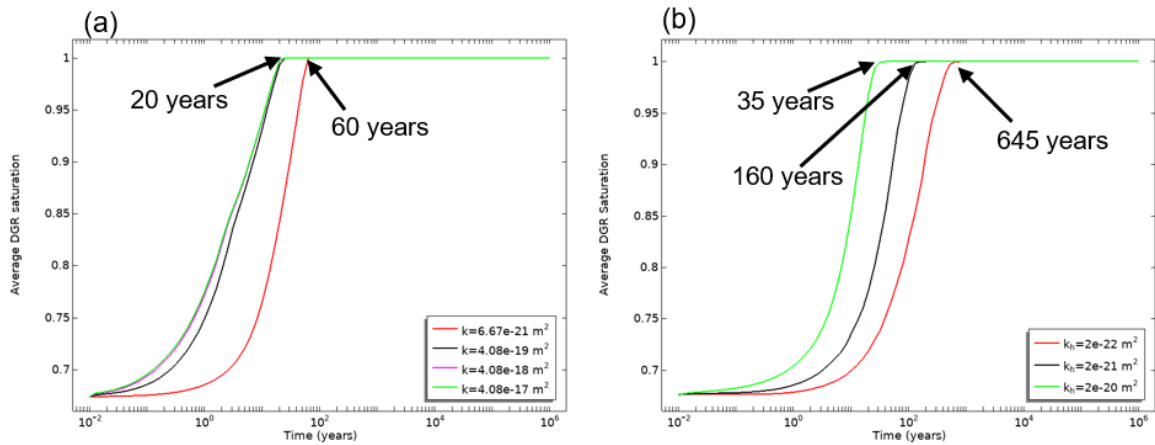 (a)
1
0.95
0.9
0.85
0.8
0.75
0.7
Average DGR saturation
10⁻² 10⁰ 10² 10⁴ 10⁶
Time (years)
20 years
60 years
k=6.67e-21 m²
k=4.08e-19 m²
k=4.08e-18 m²
k=4.08e-17 m²
(b)
1
0.95
0.9
0.85
0.8
0.75
0.7
Average DGR Saturation
10⁻² 10⁰ 10² 10⁴ 10⁶
Time (years)
35 years
160 years
645 years
kₕ=2e-22 m²
kₕ=2e-21 m²
kₕ=2e-20 m²